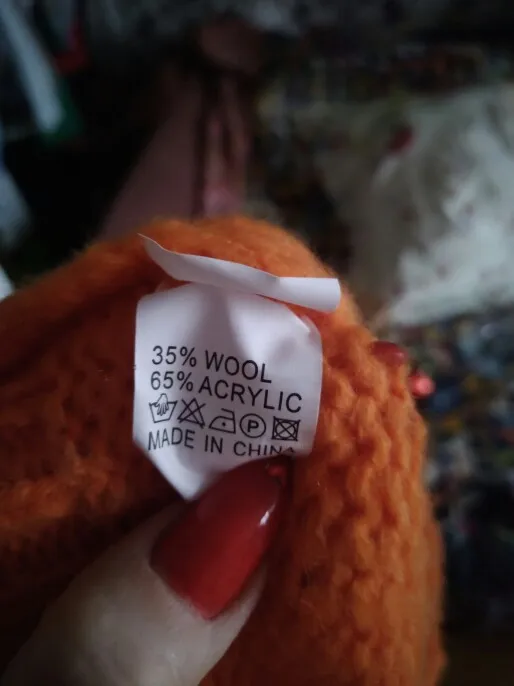 35% WOOL
65% ACRYLIC
P
MADE IN CHINA